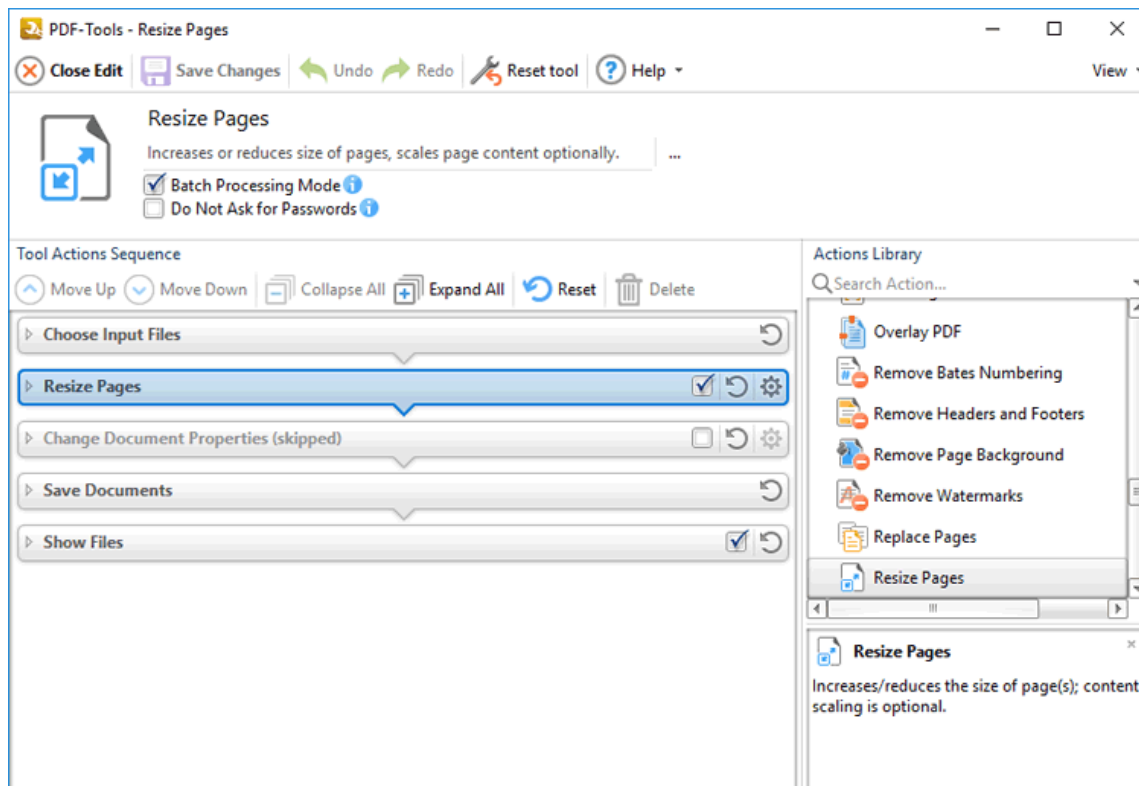 PDF-Tools - Resize Pages
Close Edit Save Changes Undo Redo Reset tool Help View
Resize Pages
Increases or reduces size of pages, scales page content optionally. ...
Batch Processing Mode
Do Not Ask for Passwords
Tool Actions Sequence
Move Up Move Down Collapse All Expand All Reset Delete
Choose Input Files
Resize Pages
Change Document Properties (skipped)
Save Documents
Show Files
Actions Library
Search Action...
Overlay PDF
Remove Bates Numbering
Remove Headers and Footers
Remove Page Background
Remove Watermarks
Replace Pages
Resize Pages
Resize Pages
Increases/reduces the size of page(s); content
scaling is optional.